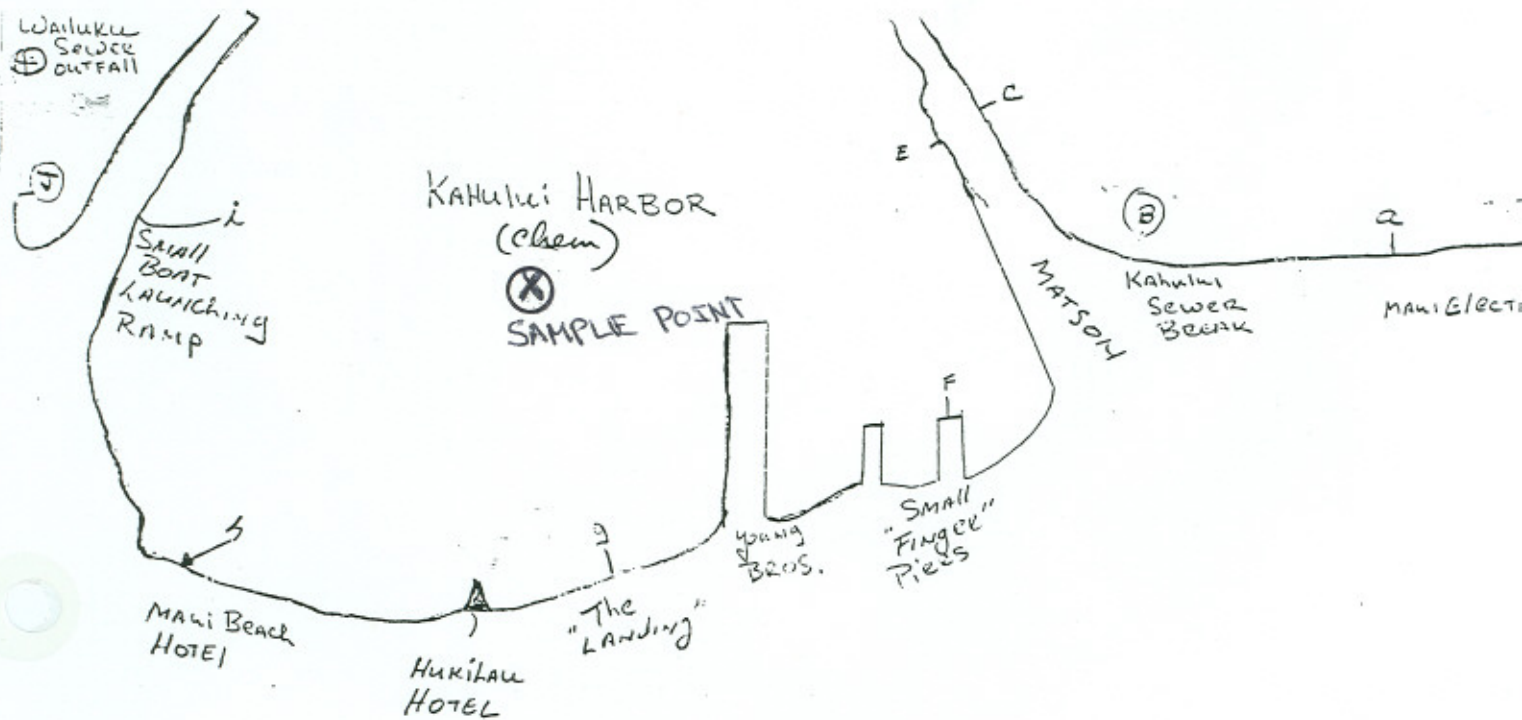 WAILUKU
SEWER
OUTFALL
J
i
SMALL
BOAT
LAUNCHING
RAMP
KAHULUI HARBOR
(Chem)
X
SAMPLE POINT
C
E
B
a
MATSON
KAHULUI
SEWER
BREAK
MAUI ELECT
F
h
g
YOUNG
BROS.
SMALL
"FINGER"
PIERS
MAUI BEACH
HOTEL
HUKILAU
HOTEL
"The
LANDING"